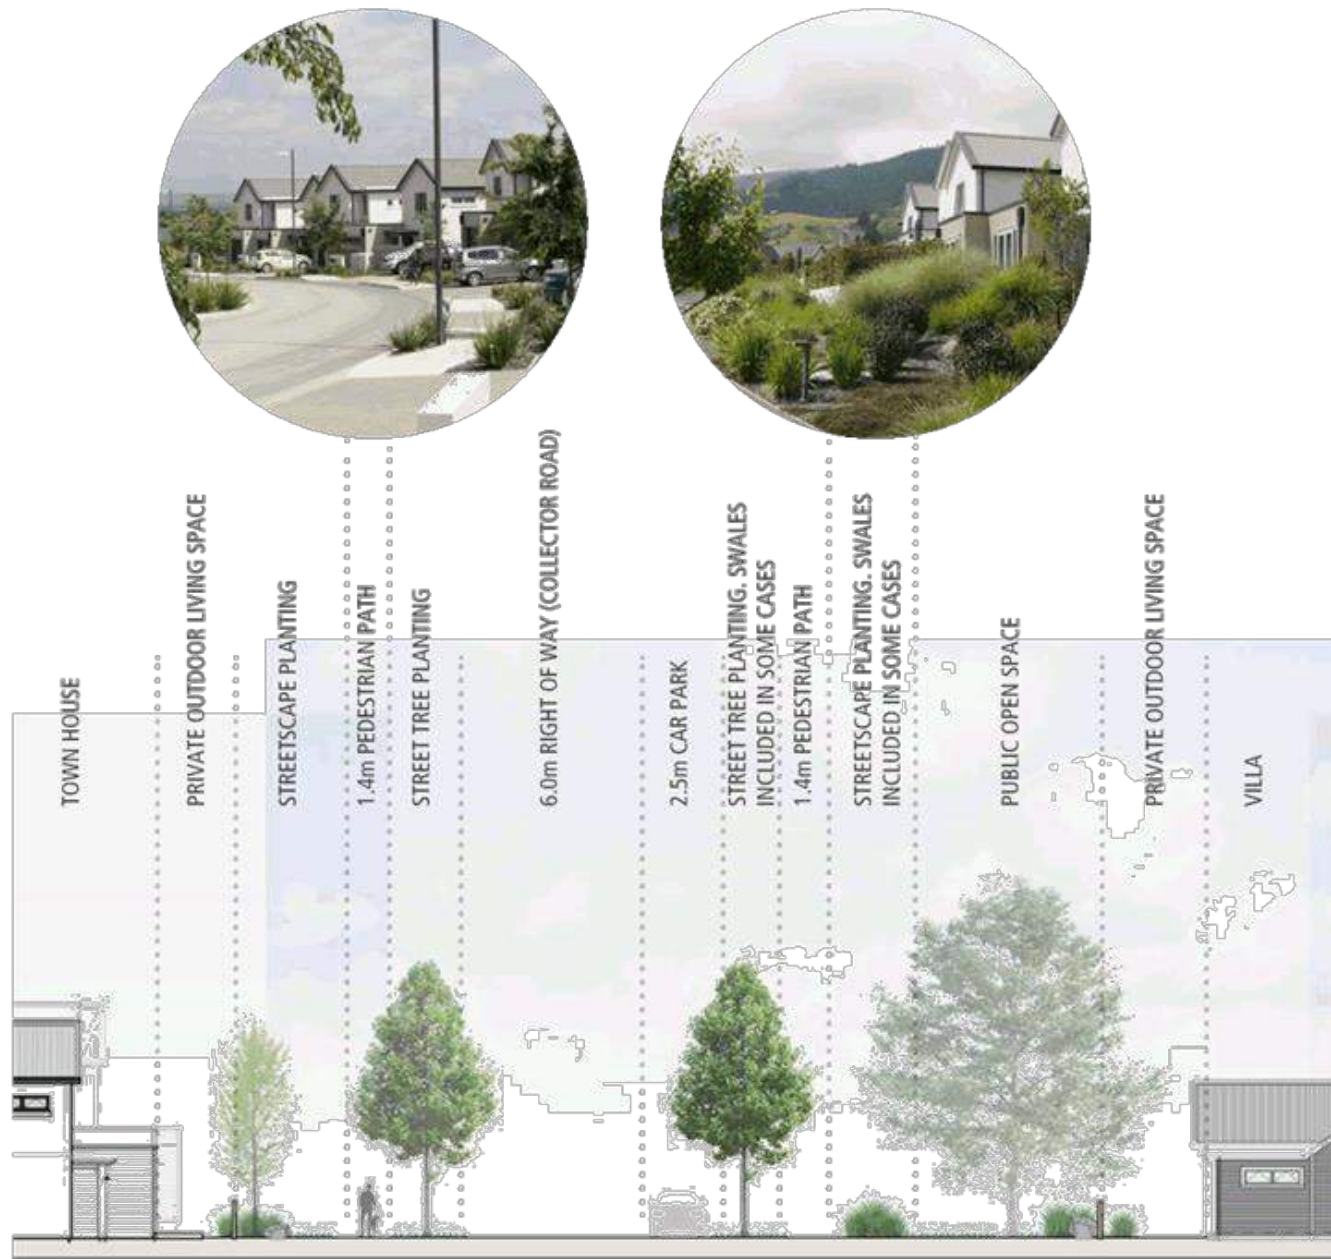 TOWN HOUSE
PRIVATE OUTDOOR LIVING SPACE
STREETSCAPE PLANTING
1.4m PEDESTRIAN PATH
STREET TREE PLANTING
6.0m RIGHT OF WAY (COLLECTOR ROAD)
2.5m CAR PARK
STREET TREE PLANTING. SWALES
INCLUDED IN SOME CASES
1.4m PEDESTRIAN PATH
STREETSCAPE PLANTING. SWALES
INCLUDED IN SOME CASES
PUBLIC OPEN SPACE
PRIVATE OUTDOOR LIVING SPACE
VILLA